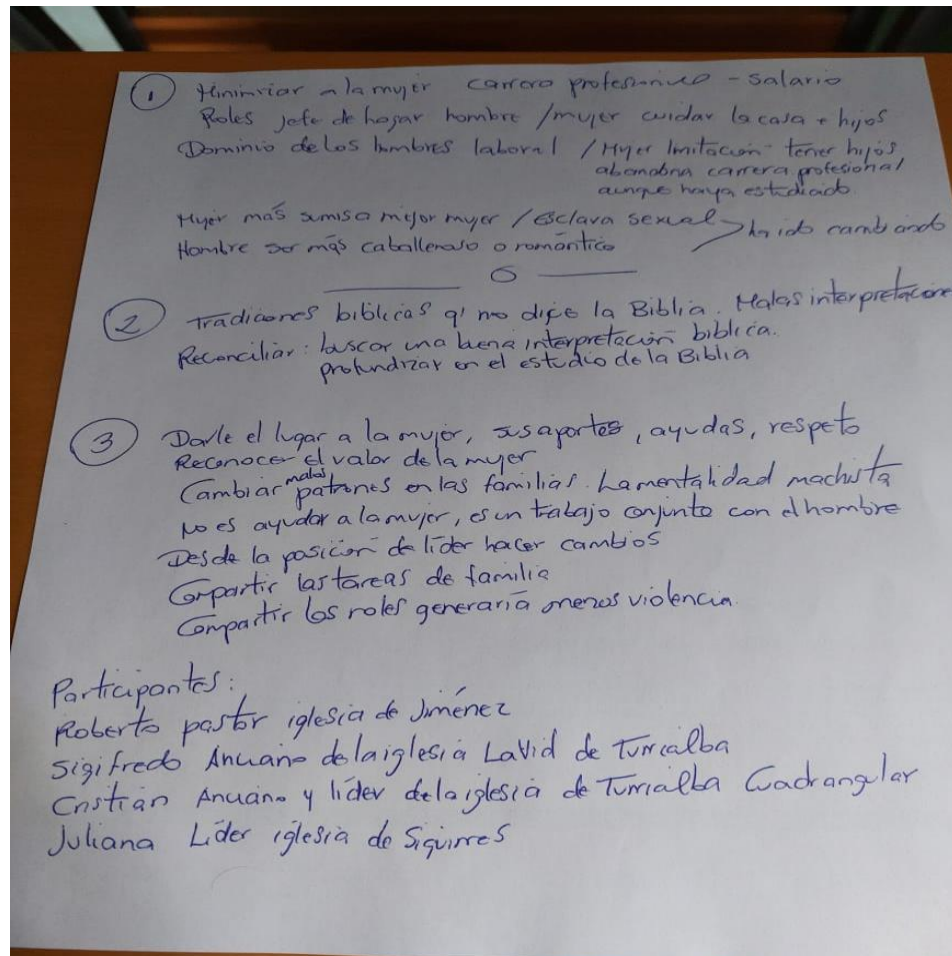 ① Miniminar a la mujer carrera profesional - salario
Roles jefe de hogar hombre / mujer cuidar la casa + hijos
Dominio de los hombres laboral / Mujer limitación tener hijos
abandona carrera profesional
aunque haya estudiado
Mujer más sumisa mejor mujer / esclava sexual > ha ido cambiando
Hombre ser más caballeroso o romántico
② Tradiciones bíblicas q' no dice la Biblia. Malas interpretacione
Reconciliar: buscar una buena interpretación bíblica.
profundizar en el estudio de la Biblia
③ Darle el lugar a la mujer, sus aportes, ayudas, respeto
Reconocer el valor de la mujer
Cambiar malos patrones en las familias. La mentalidad machista
No es ayudar a la mujer, es un trabajo conjunto con el hombre
Desde la posición de líder hacer cambios
Compartir las tareas de familia
Compartir los roles generaría menos violencia.
Participantes:
Roberto pastor iglesia de Jiménez
Sigifredo Anciano de la iglesia La Vid de Turrialba
Cristian Anciano y líder de la iglesia de Turrialba Cuadrangular
Juliana Líder iglesia de Siquirres